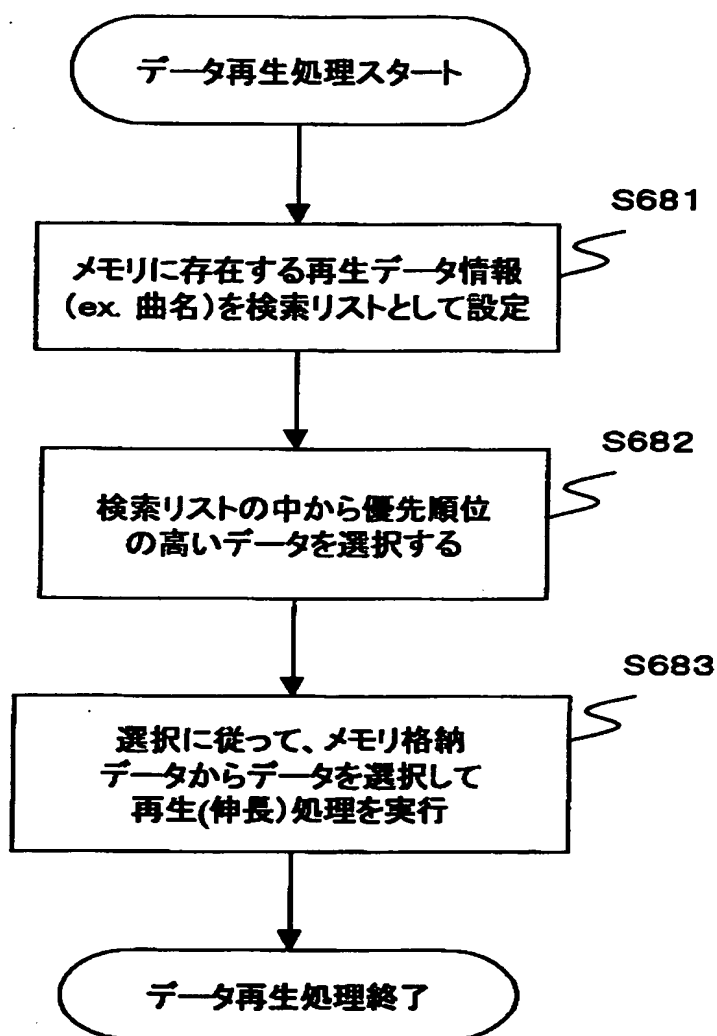 データ再生処理スタート
S681
メモリに存在する再生データ情報
(ex. 曲名)を検索リストとして設定
S682
検索リストの中から優先順位
の高いデータを選択する
S683
選択に従って、メモリ格納
データからデータを選択して
再生(伸長)処理を実行
データ再生処理終了